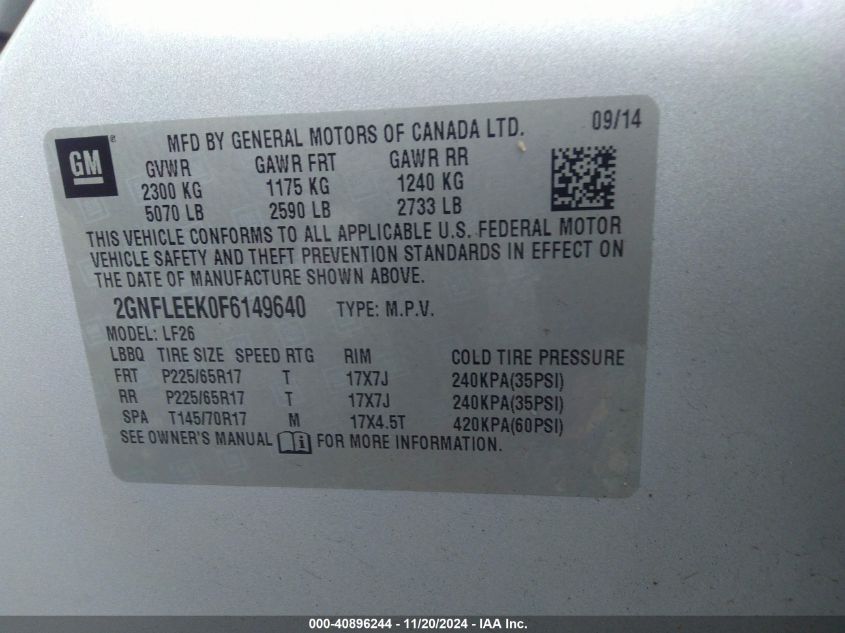 GM ®
MFD BY GENERAL MOTORS OF CANADA LTD. 09/14
GVWR GAWR FRT GAWR RR
2300 KG 1175 KG 1240 KG
5070 LB 2590 LB 2733 LB
THIS VEHICLE CONFORMS TO ALL APPLICABLE U.S. FEDERAL MOTOR
VEHICLE SAFETY AND THEFT PREVENTION STANDARDS IN EFFECT ON
THE DATE OF MANUFACTURE SHOWN ABOVE.
2GNFLEEK0F6149640 TYPE: M.P.V.
MODEL: LF26
LBBQ TIRE SIZE SPEED RTG RIM COLD TIRE PRESSURE
FRT P225/65R17 T 17X7J 240KPA(35PSI)
RR P225/65R17 T 17X7J 240KPA(35PSI)
SPA T145/70R17 M 17X4.5T 420KPA(60PSI)
SEE OWNER'S MANUAL FOR MORE INFORMATION.
000-40896244 - 11/20/2024 - IAA Inc.